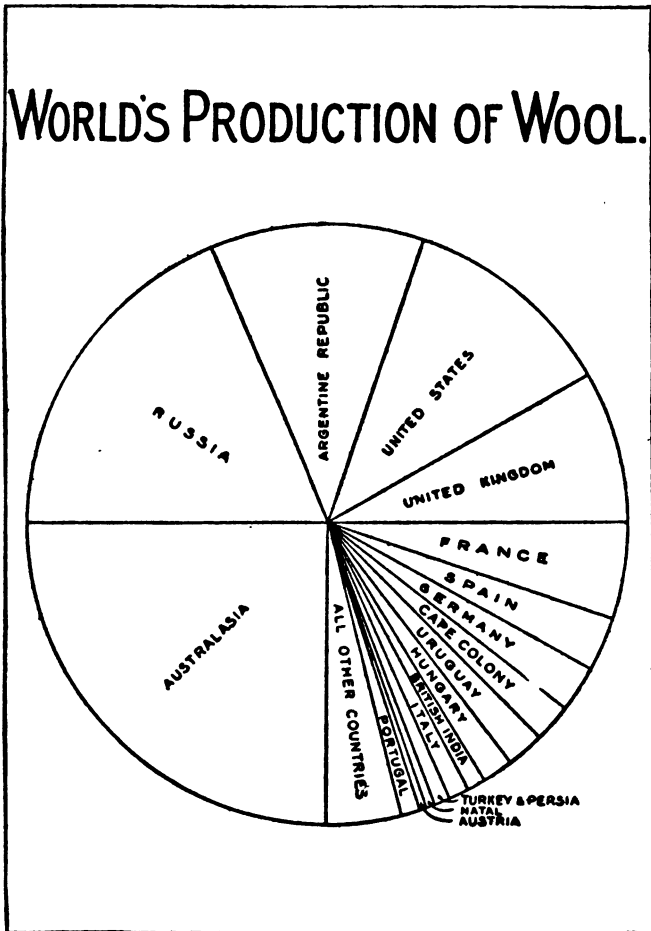 WORLD'S PRODUCTION OF WOOL.
ARGENTINE REPUBLIC
UNITED STATES
RUSSIA
UNITED KINGDOM
FRANCE
SPAIN
GERMANY
CAPE COLONY
URUGUAY
HUNGARY
BRITISH INDIA
ITALY
AUSTRALASIA
ALL OTHER COUNTRIES
PORTUGAL
TURKEY & PERSIA
NATAL
AUSTRIA